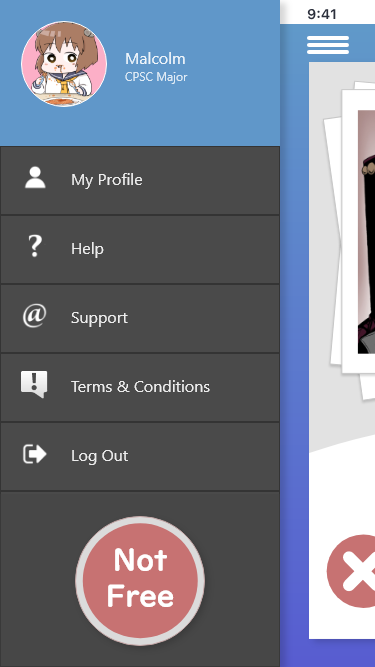 9:41
Malcolm
CPSC Major
My Profile
Help
Support
Terms & Conditions
Log Out
Not
Free